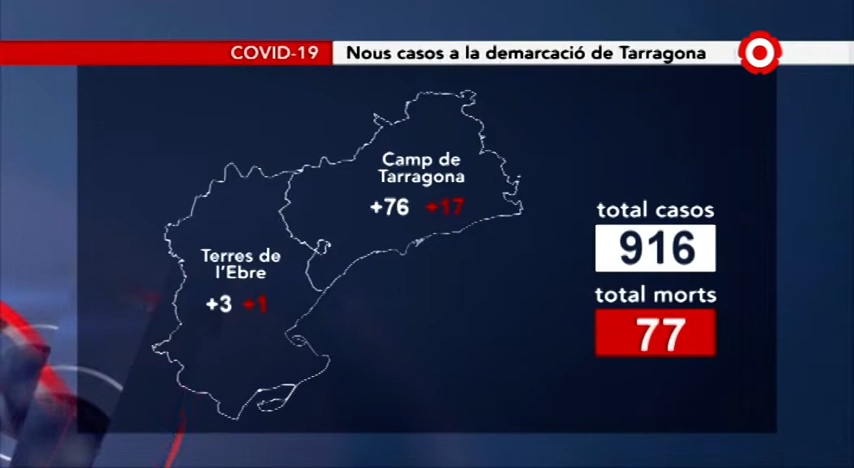 COVID-19
Nous casos a la demarcació de Tarragona
Camp de
Tarragona
+76 +17
Terres de
l'Ebre
+3 +1
total casos
916
total morts
77